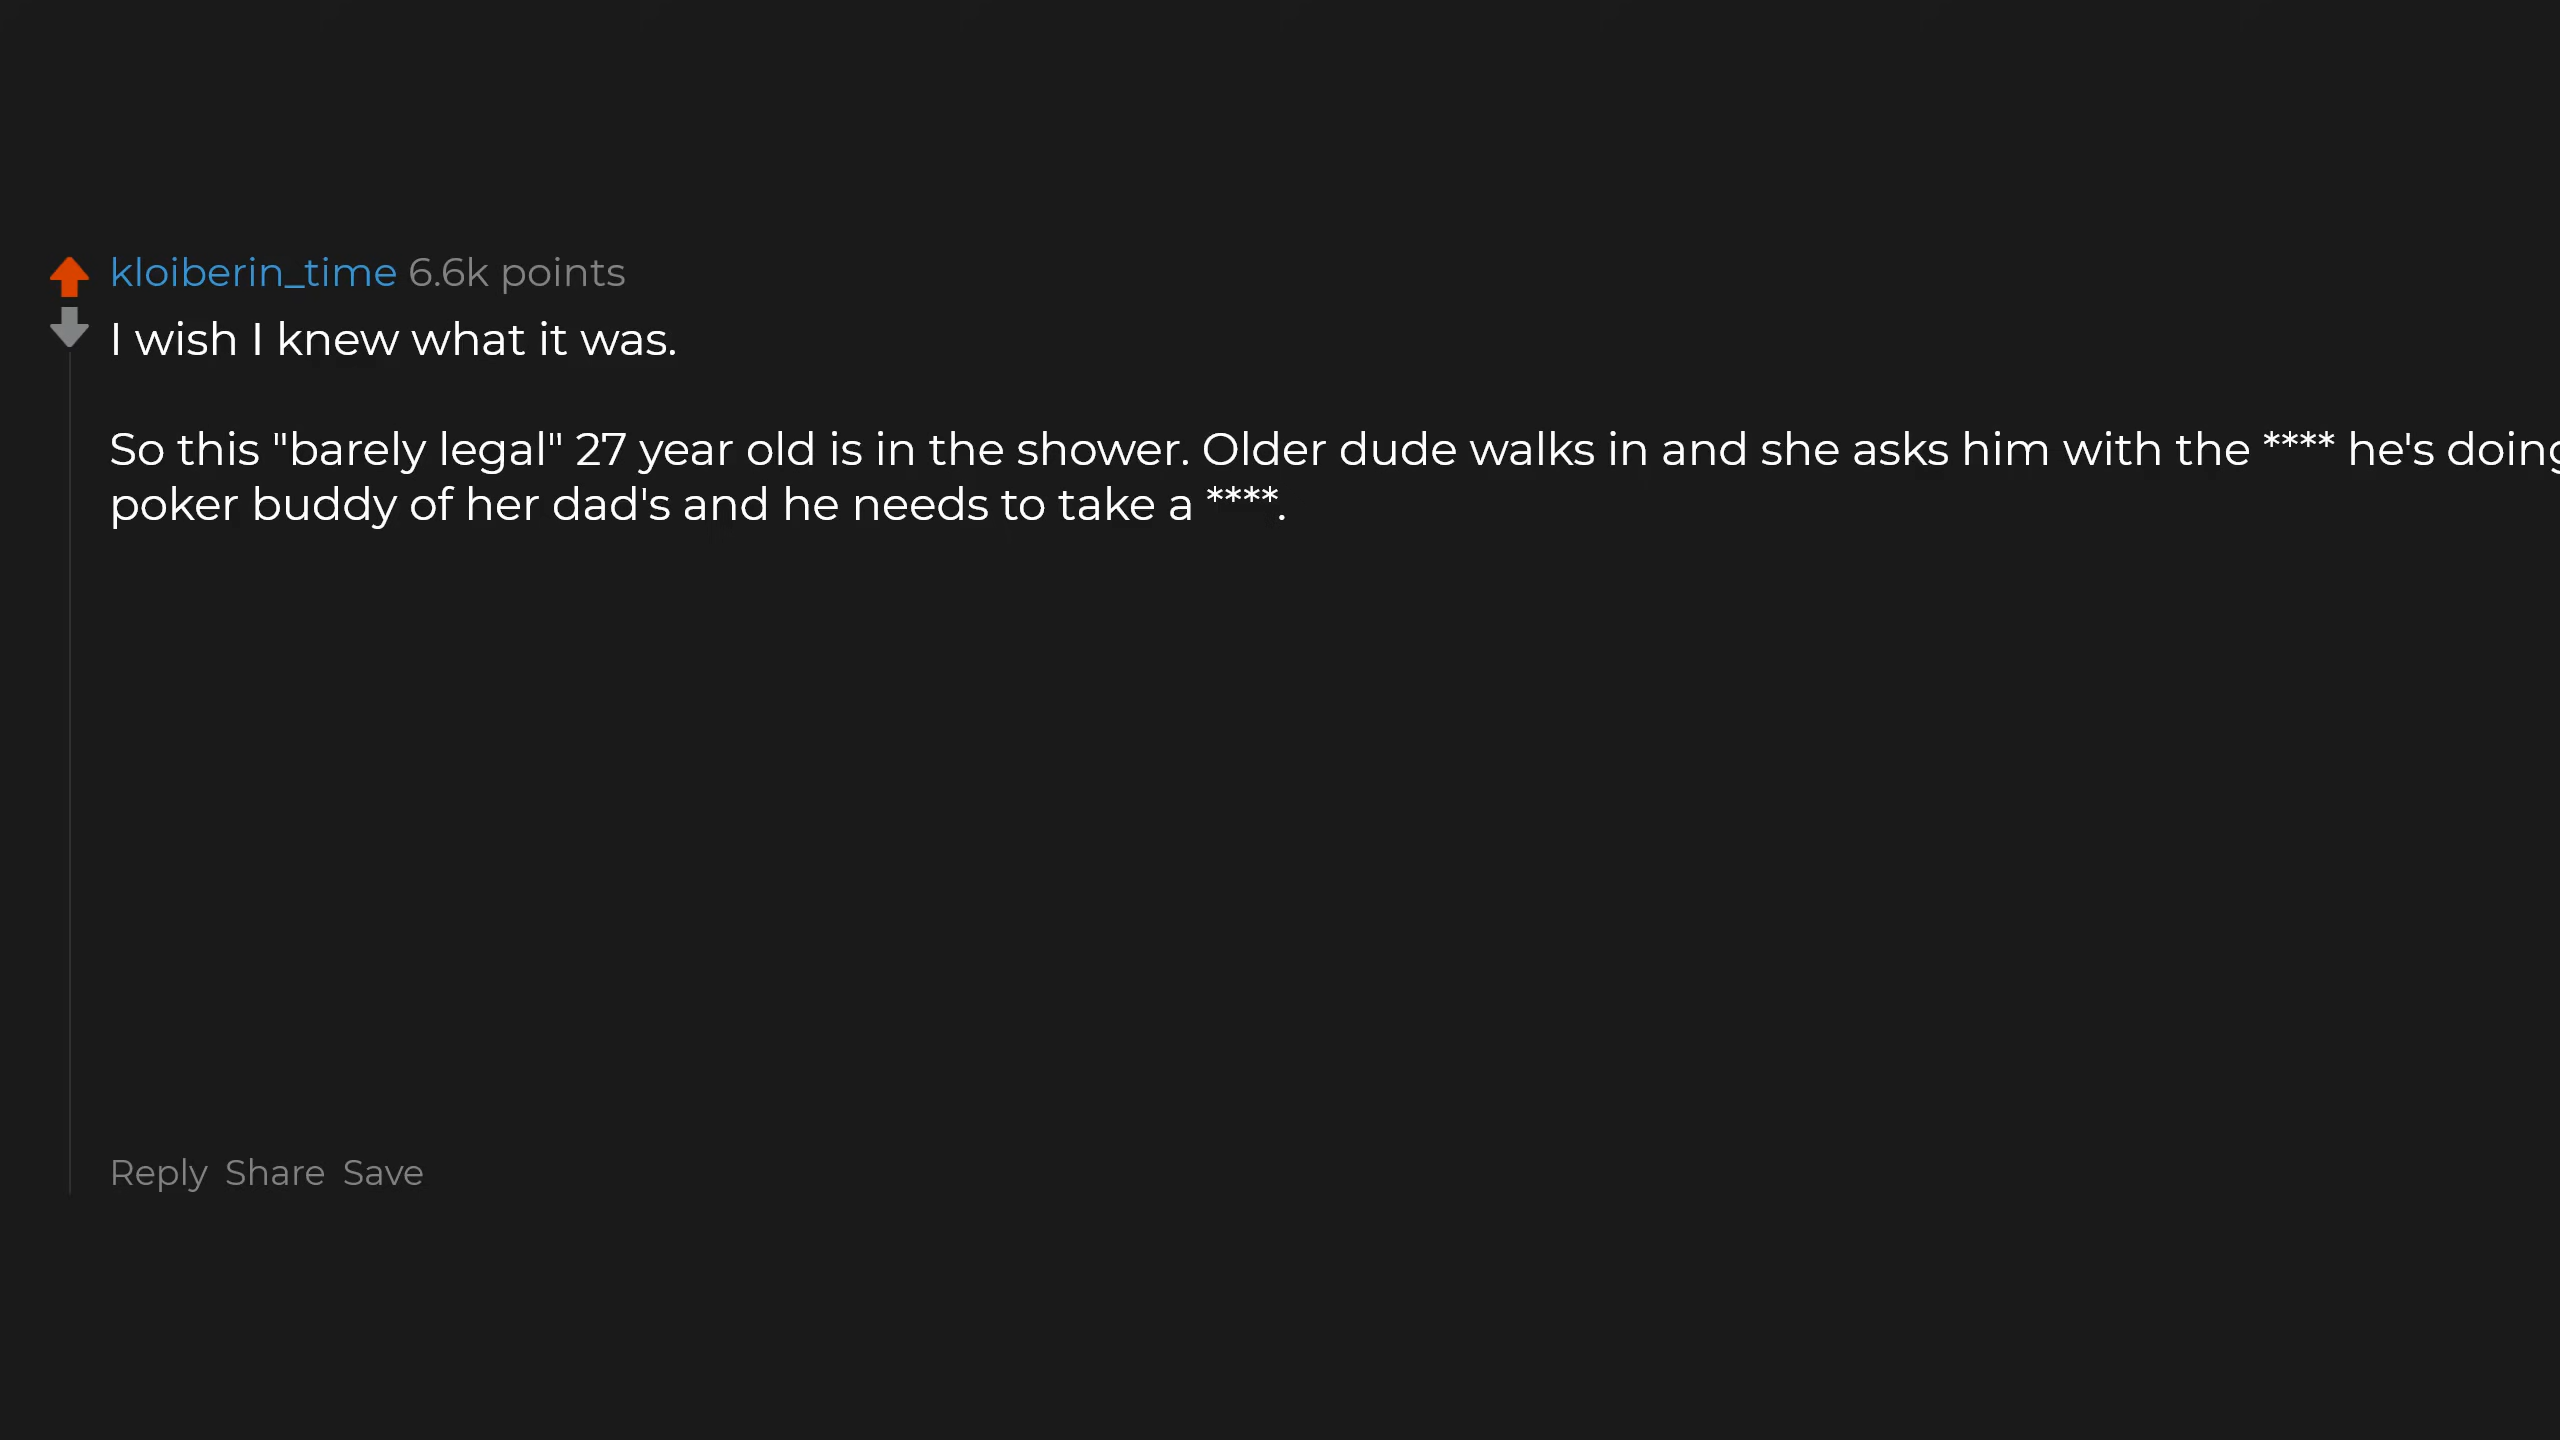 kloiberin_time 6.6k points
I wish I knew what it was.
So this "barely legal" 27 year old is in the shower. Older dude walks in and she asks him with the **** he's doing
poker buddy of her dad's and he needs to take a ****.
Reply Share Save